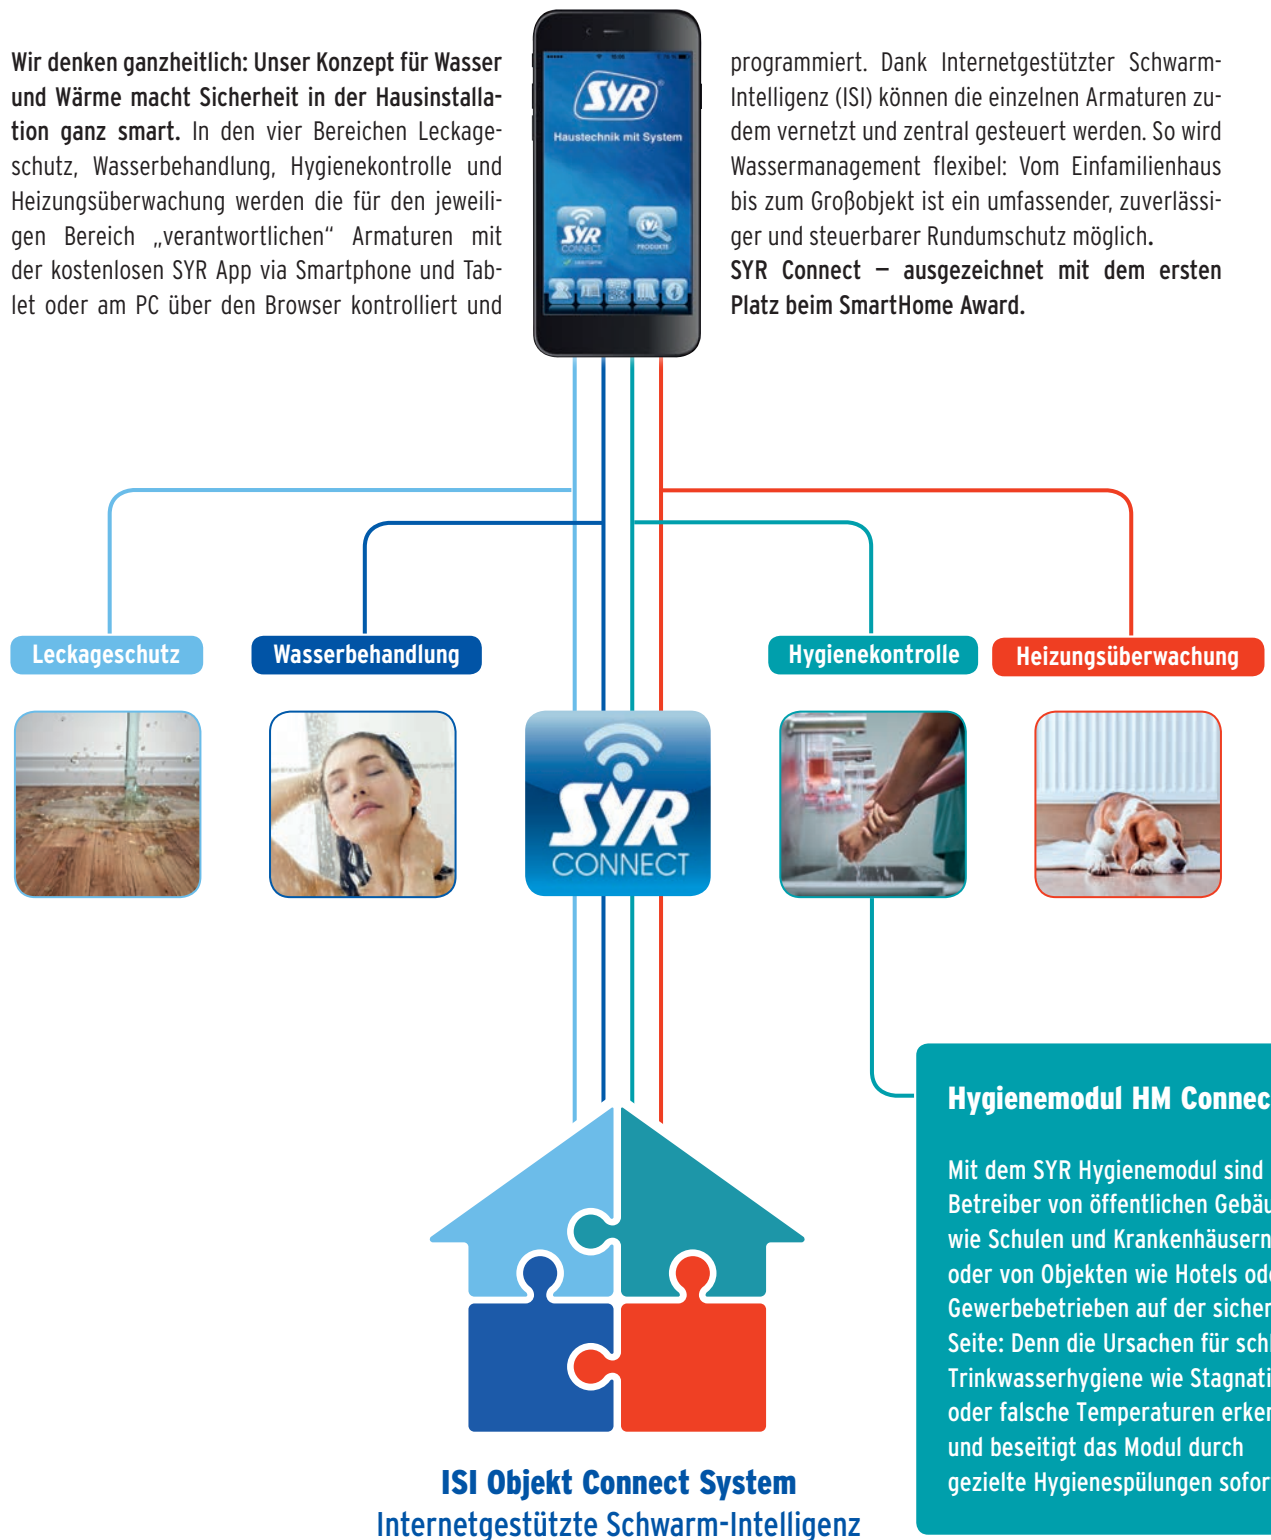 Wir denken ganzheitlich: Unser Konzept für Wasser
und Wärme macht Sicherheit in der Hausinstalla-
tion ganz smart. In den vier Bereichen Leckage-
schutz, Wasserbehandlung, Hygienekontrolle und
Heizungsüberwachung werden die für den jeweili-
gen Bereich „verantwortlichen“ Armaturen mit
der kostenlosen SYR App via Smartphone und Tab-
let oder am PC über den Browser kontrolliert und
SYR®
Haustechnik mit System
SYR
CONNECT
SYR
PRODUKTE
username
programmiert. Dank Internetgestützter Schwarm-
Intelligenz (ISI) können die einzelnen Armaturen zu-
dem vernetzt und zentral gesteuert werden. So wird
Wassermanagement flexibel: Vom Einfamilienhaus
bis zum Großobjekt ist ein umfassender, zuverlässi-
ger und steuerbarer Rundumschutz möglich.
SYR Connect – ausgezeichnet mit dem ersten
Platz beim SmartHome Award.
Leckageschutz
Wasserbehandlung
Hygienekontrolle
Heizungsüberwachung
SYR
CONNECT
Hygienemodul HM Connec
Mit dem SYR Hygienemodul sind
Betreiber von öffentlichen Gebäu
wie Schulen und Krankenhäusern
oder von Objekten wie Hotels ode
Gewerbebetrieben auf der sicher
Seite: Denn die Ursachen für schl
Trinkwasserhygiene wie Stagnati
oder falsche Temperaturen erker
und beseitigt das Modul durch
gezielte Hygienespülungen sofor
ISI Objekt Connect System
Internetgestützte Schwarm-Intelligenz